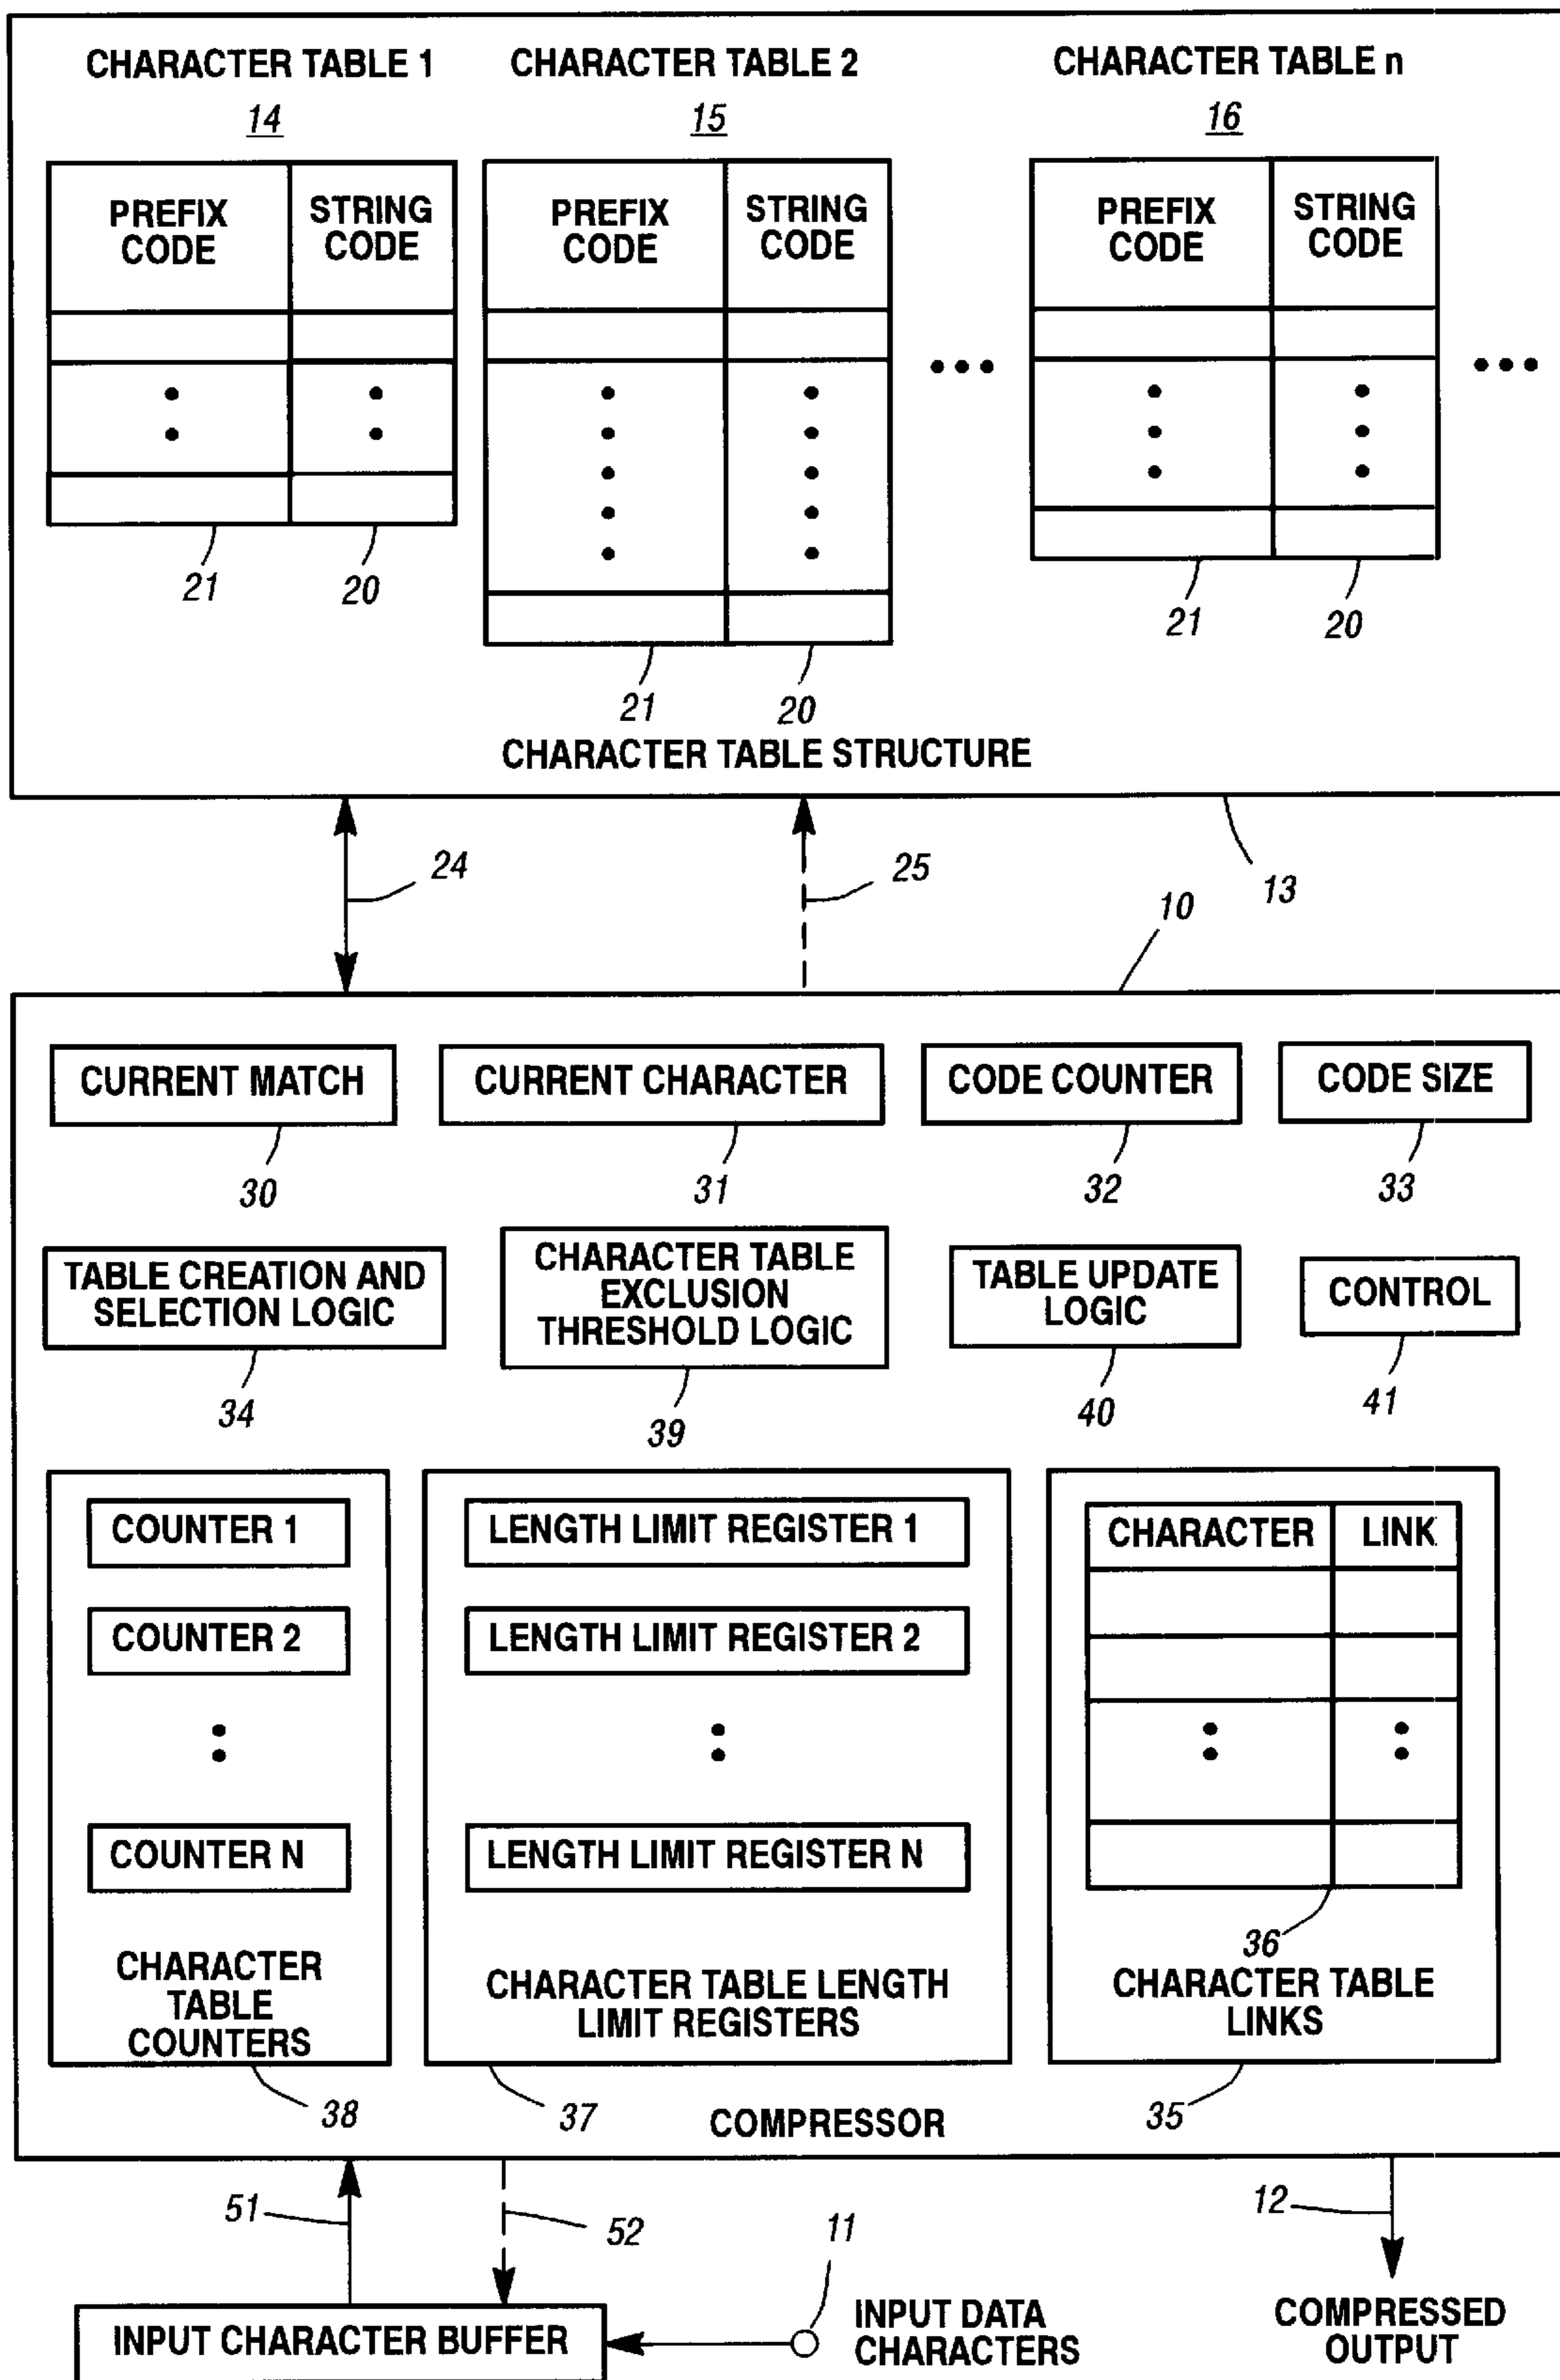 CHARACTER TABLE 1
14
PREFIX CODE
STRING CODE
21
20
CHARACTER TABLE 2
15
PREFIX CODE
STRING CODE
21
20
CHARACTER TABLE n
16
PREFIX CODE
STRING CODE
21
20
CHARACTER TABLE STRUCTURE
24
25
13
10
CURRENT MATCH
30
CURRENT CHARACTER
31
CODE COUNTER
32
CODE SIZE
33
TABLE CREATION AND
SELECTION LOGIC
34
CHARACTER TABLE
EXCLUSION
THRESHOLD LOGIC
39
TABLE UPDATE
LOGIC
40
CONTROL
41
COUNTER 1
COUNTER 2
COUNTER N
CHARACTER
TABLE
COUNTERS
38
LENGTH LIMIT REGISTER 1
LENGTH LIMIT REGISTER 2
LENGTH LIMIT REGISTER N
CHARACTER TABLE LENGTH
LIMIT REGISTERS
37
CHARACTER
LINK
36
CHARACTER TABLE
LINKS
35
COMPRESSOR
51
52
11
12
INPUT CHARACTER BUFFER
INPUT DATA
CHARACTERS
COMPRESSED
OUTPUT